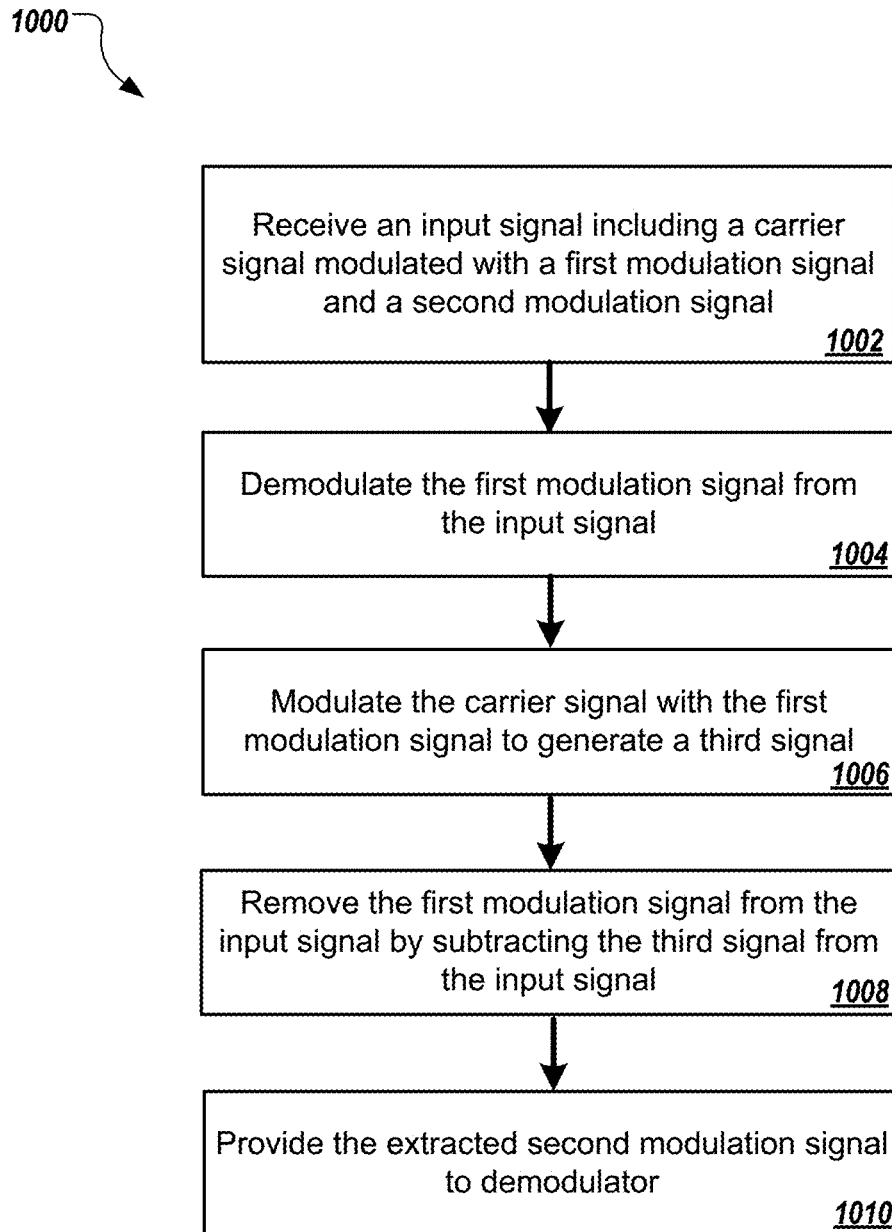 1000
Receive an input signal including a carrier
signal modulated with a first modulation signal
and a second modulation signal
1002
Demodulate the first modulation signal from
the input signal
1004
Modulate the carrier signal with the first
modulation signal to generate a third signal
1006
Remove the first modulation signal from the
input signal by subtracting the third signal from
the input signal
1008
Provide the extracted second modulation signal
to demodulator
1010